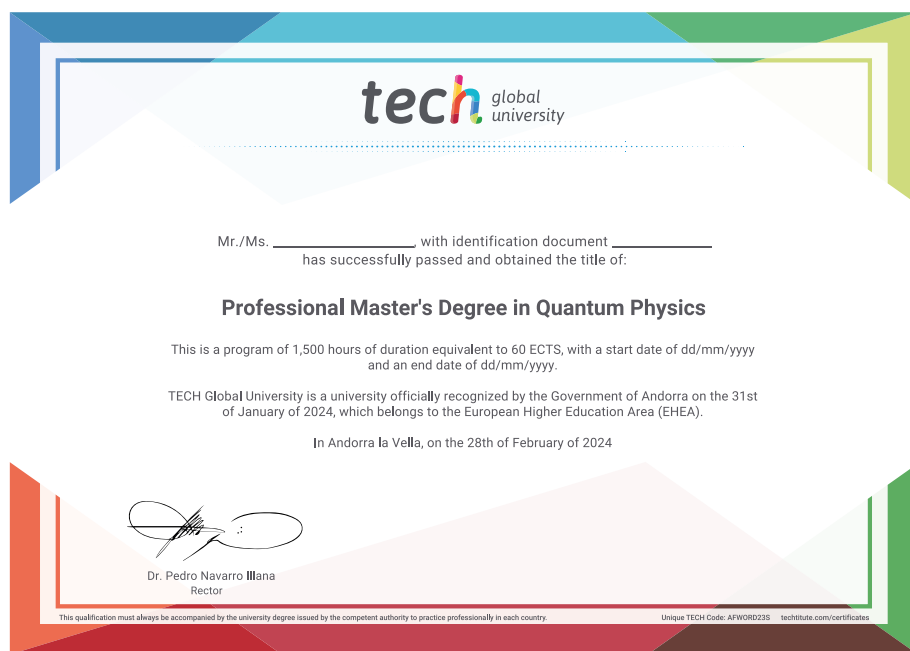 tech global university
Mr./Ms. ____________, with identification document ________
has successfully passed and obtained the title of:
Professional Master's Degree in Quantum Physics
This is a program of 1,500 hours of duration equivalent to 60 ECTS, with a start date of dd/mm/yyyy
and an end date of dd/mm/yyyy.
TECH Global University is a university officially recognized by the Government of Andorra on the 31st
of January of 2024, which belongs to the European Higher Education Area (EHEA).
In Andorra la Vella, on the 28th of February of 2024
Dr. Pedro Navarro Illana
Rector
This qualification must always be accompanied by the university degree issued by the competent authority to practice professionally in each country.
Unique TECH Code: AFWORD23S techtitute.com/certificates